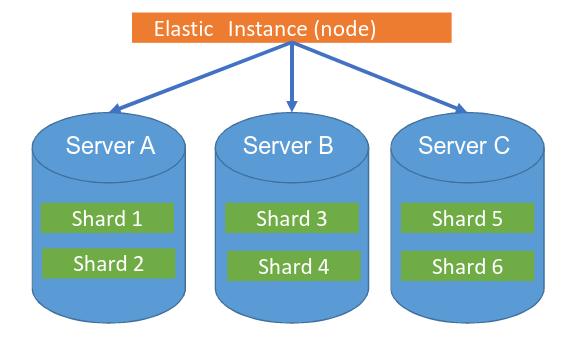 Elastic Instance (node)
Server A
Server B
Server C
Shard 1
Shard 3
Shard 5
Shard 2
Shard 4
Shard 6